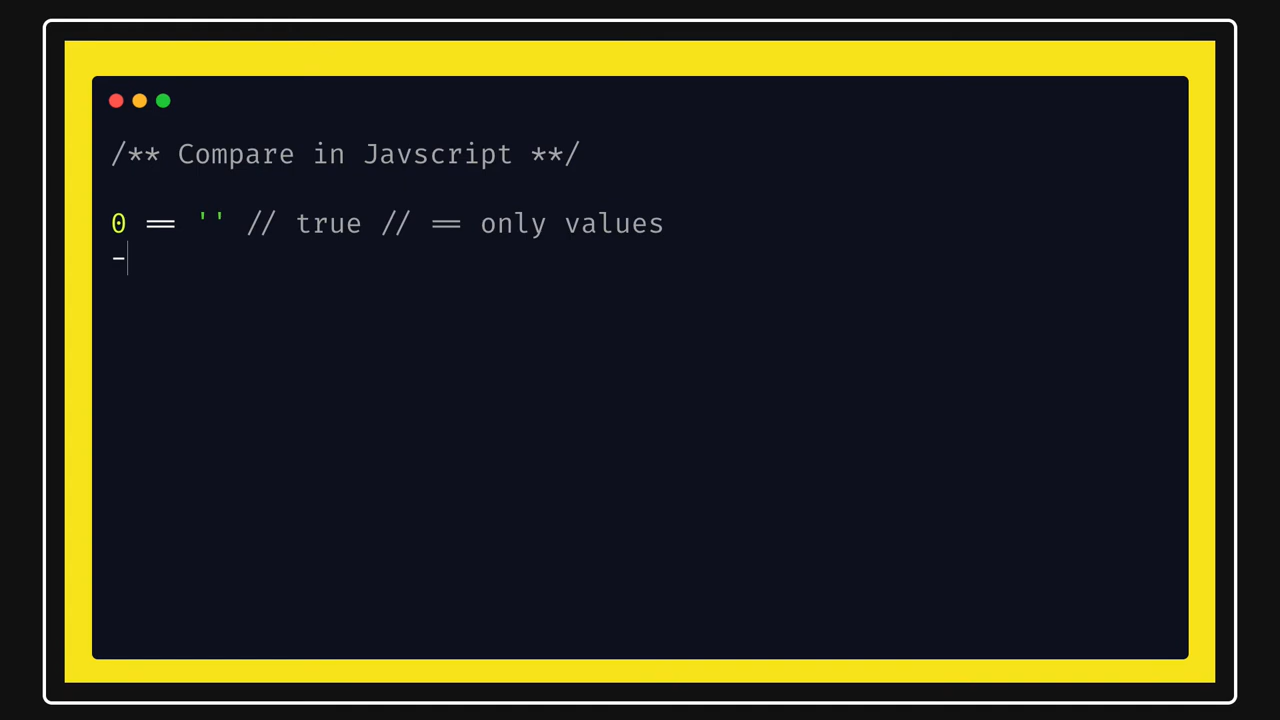 /** Compare in Javscript **/
0 == '' // true // == only values
-